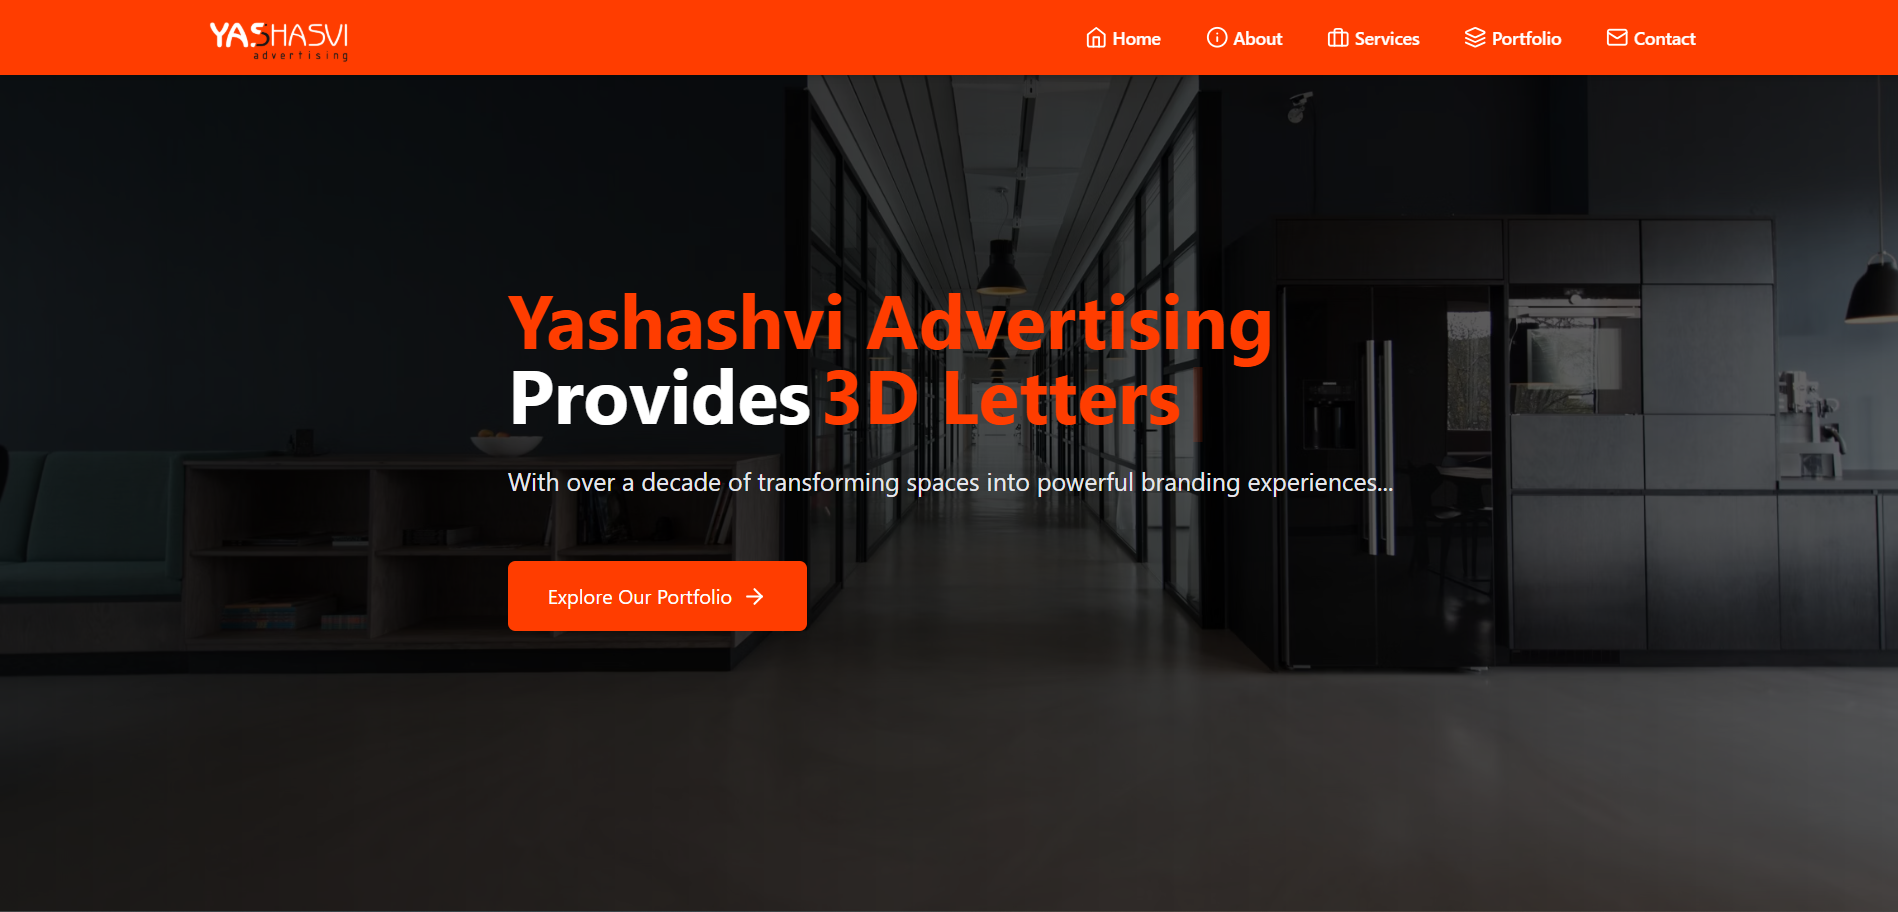 YASHASVI
advertising
Home
About
Services
Portfolio
Contact
Yashashvi Advertising
Provides 3D Letters
With over a decade of transforming spaces into powerful branding experiences...
Explore Our Portfolio